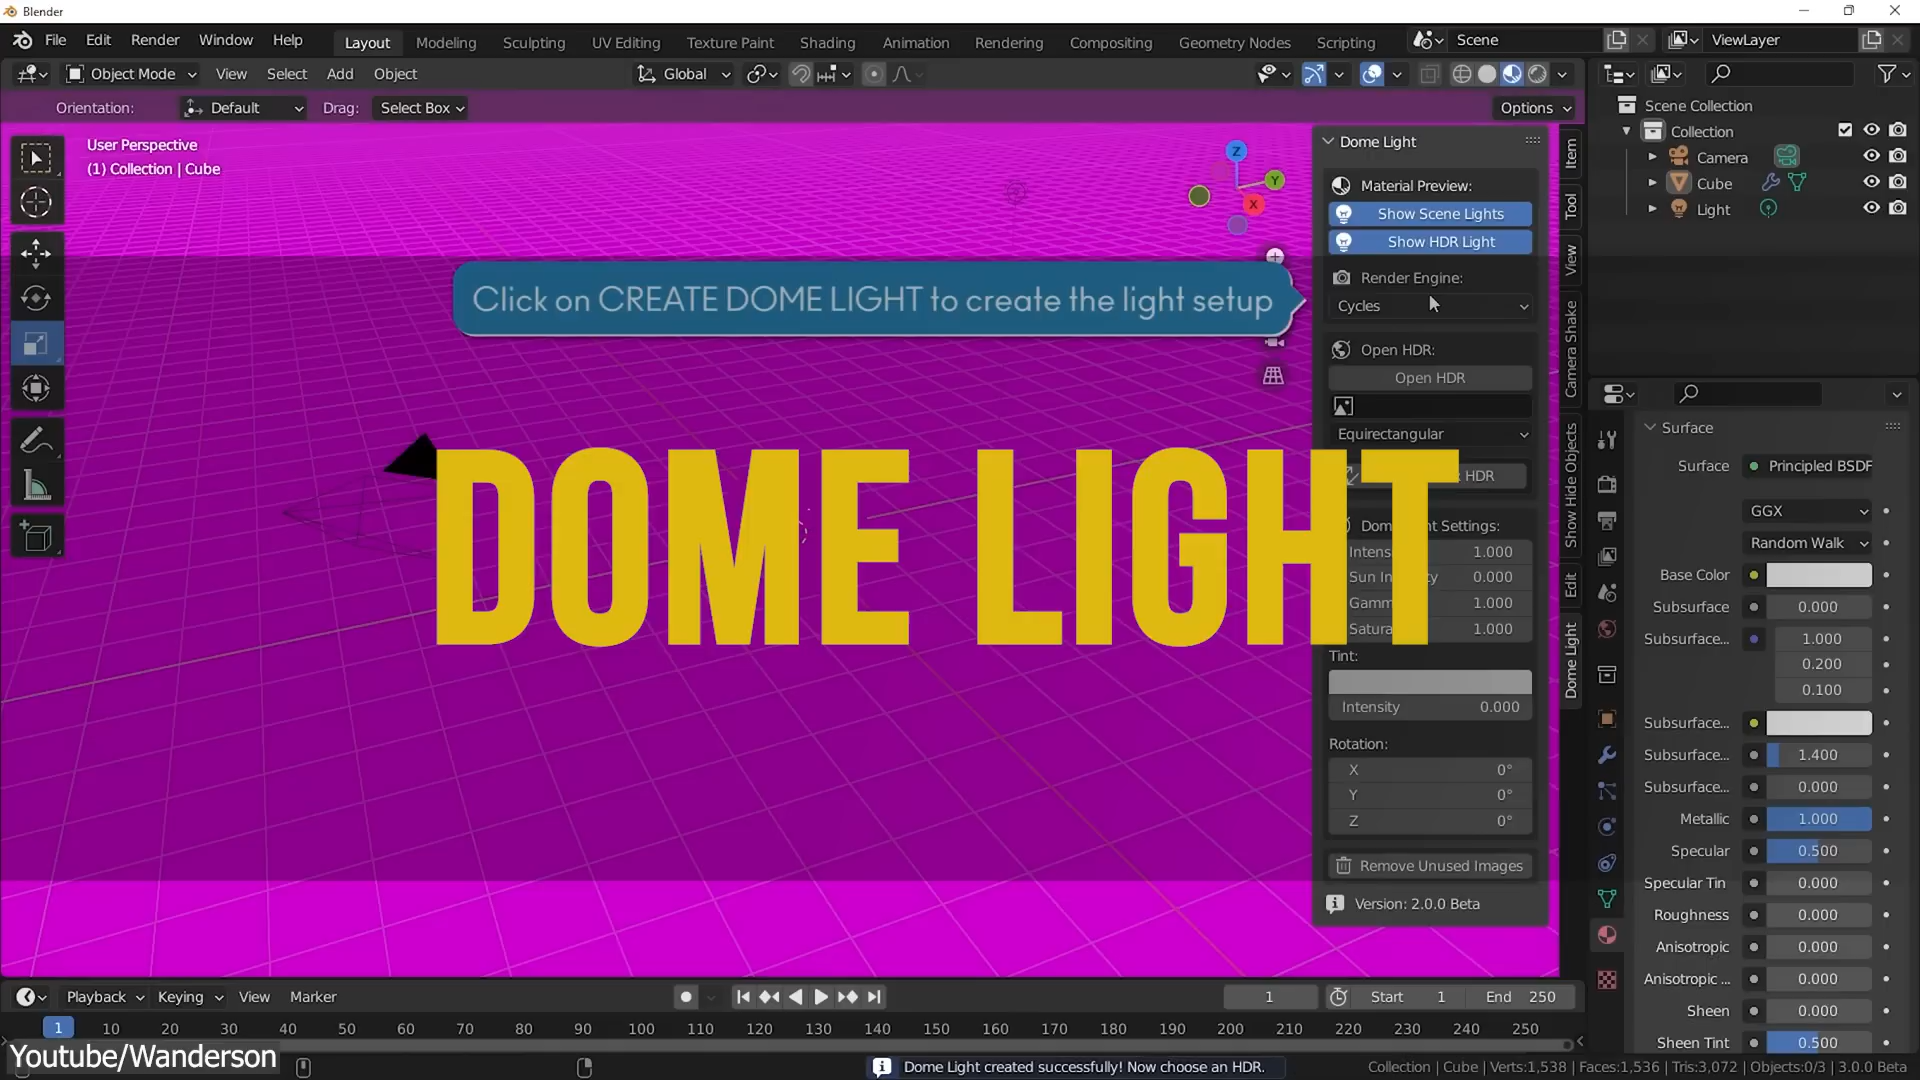 Blender
File Edit Render Window Help
Layout Modeling Sculpting UV Editing Texture Paint Shading Animation Rendering Compositing Geometry Nodes Scripting
Scene
ViewLayer
Object Mode View Select Add Object
Global
Orientation: Default Drag: Select Box
Options
User Perspective
(1) Collection | Cube
Z
Y
X
Click on CREATE DOME LIGHT to create the light setup
DOME LIGHT
Dome Light
Material Preview:
Show Scene Lights
Show HDR Light
Render Engine:
Cycles
Open HDR:
Open HDR
Equirectangular
HDR
Settings:
1.000
0.000
1.000
1.000
Tint:
Intensity 0.000
Rotation:
X 0°
Y 0°
Z 0°
Remove Unused Images
Version: 2.0.0 Beta
Item
Tool
View
Camera Shake
Show Hide Objects
Edit
Dome Light
Scene Collection
Collection
Camera
Cube
Light
Surface
Surface Principled BSDF
GGX
Random Walk
Base Color
Subsurface 0.000
Subsurface... 1.000
0.200
0.100
Subsurface...
Subsurface... 1.400
Subsurface... 0.000
Metallic 1.000
Specular 0.500
Specular Tin 0.000
Roughness 0.000
Anisotropic 0.000
Anisotropic ... 0.000
Sheen 0.000
Sheen Tint 0.500
Playback Keying View Marker
1
Start 1 End 250
1 10 20 30 40 50 60 70 80 90 100 110 120 130 140 150 160 170 180 190 200 210 220 230 240 250
Youtube/Wanderson
Dome Light created successfully! Now choose an HDR.
Collection | Cube | Verts:1,538 | Faces:1,536 | Tris:3,072 | Objects:0/3 | 3.0.0 Beta